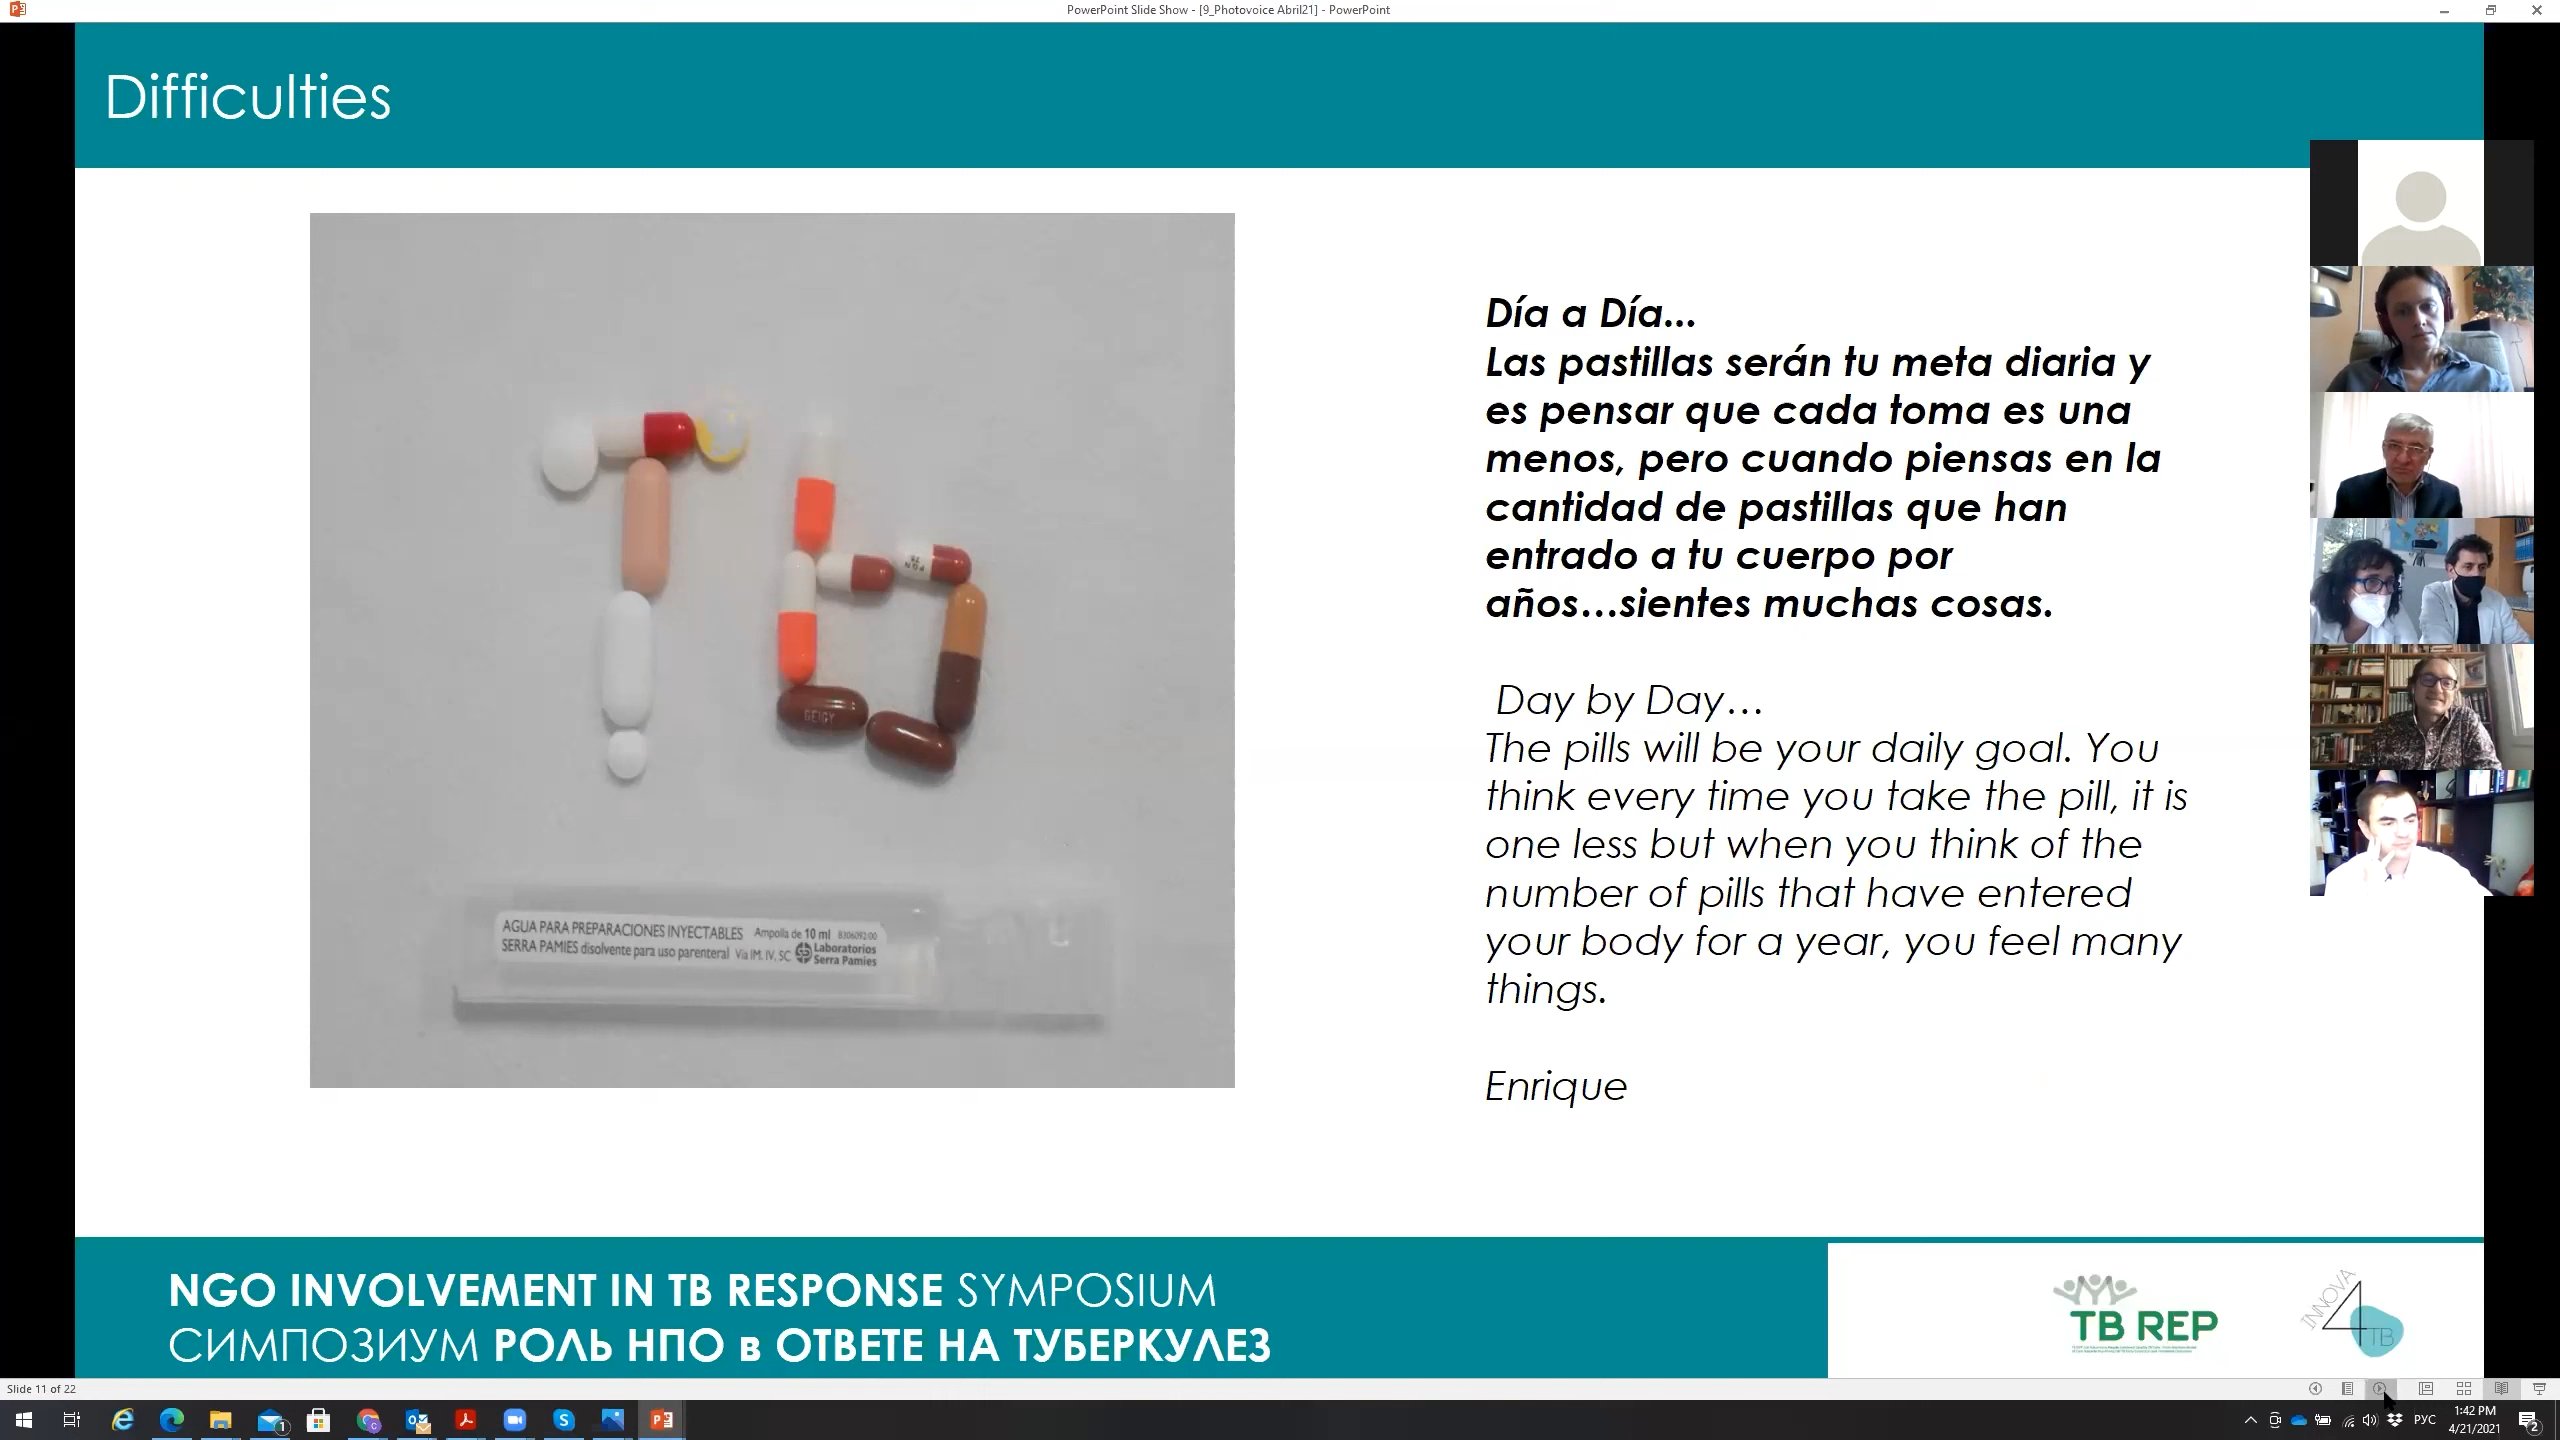 PowerPoint Slide Show - [9_Photovoice Abril21] - PowerPoint
Difficulties
Día a Día...
Las pastillas serán tu meta diaria y
es pensar que cada toma es una
menos, pero cuando piensas en la
cantidad de pastillas que han
entrado a tu cuerpo por
años...sientes muchas cosas.
Day by Day...
The pills will be your daily goal. You
think every time you take the pill, it is
one less but when you think of the
number of pills that have entered
your body for a year, you feel many
things.
Enrique
GEIGY
AGUA PARA PREPARACIONES INYECTABLES Ampolla de 10 ml
SERRA PAMIES disolvente para uso parenteral Vía IM, IV, SC
Laboratorios
Serra Pamies
NGO INVOLVEMENT IN TB RESPONSE SYMPOSIUM
СИМПОЗИУМ РОЛЬ НПО в ОТВЕТЕ НА ТУБЕРКУЛЕЗ
TB REP
INNOVA
4
TB
Slide 11 of 22
РУС
1:42 PM
4/21/2021